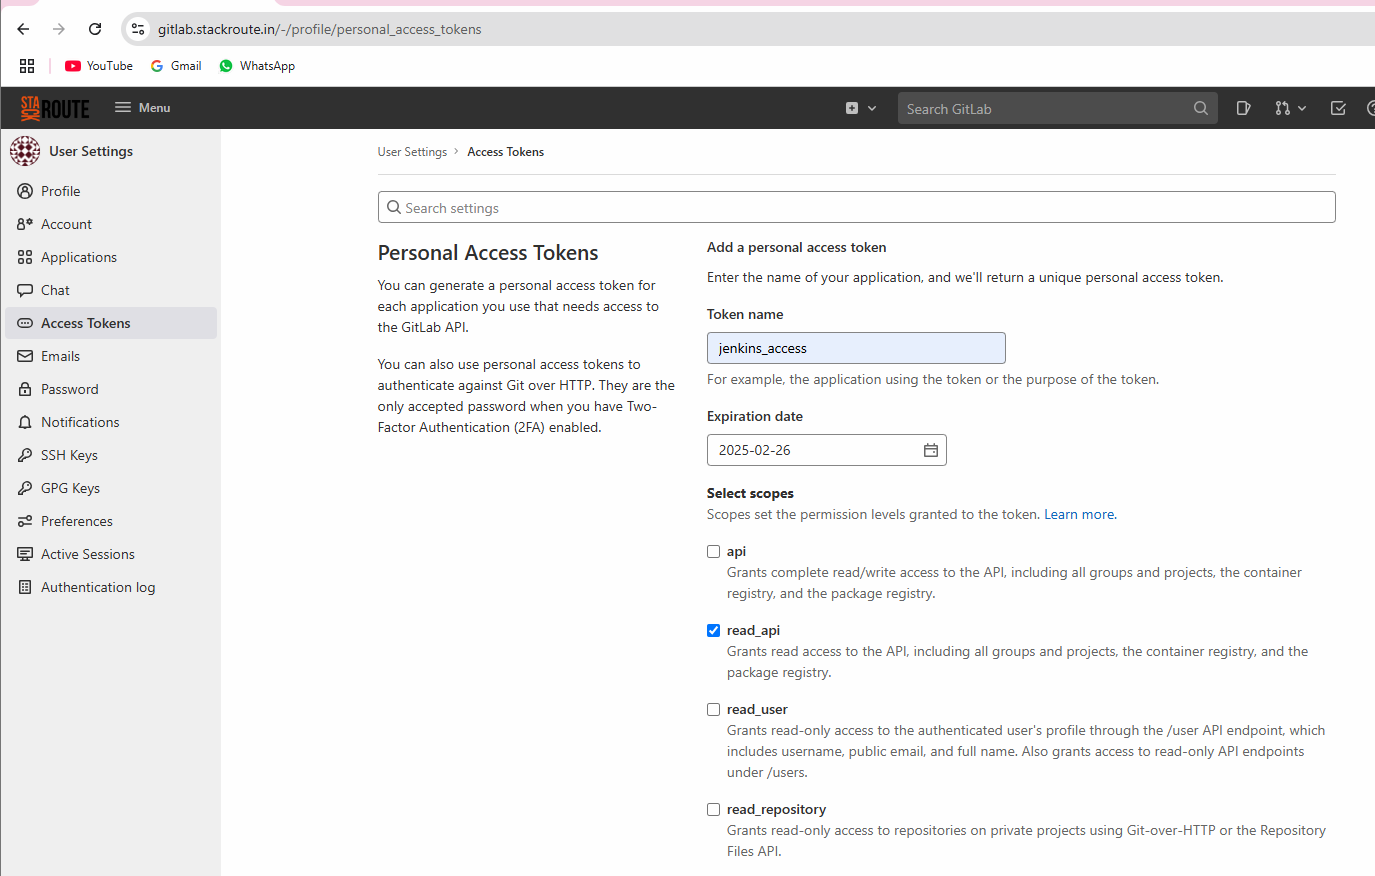 gitlab.stackroute.in/-/profile/personal_access_tokens
YouTube
Gmail
WhatsApp
STACKROUTE
Menu
Search GitLab
User Settings
Profile
Account
Applications
Chat
Access Tokens
Emails
Password
Notifications
SSH Keys
GPG Keys
Preferences
Active Sessions
Authentication log
User Settings › Access Tokens
Search settings
Personal Access Tokens
You can generate a personal access token for
each application you use that needs access to
the GitLab API.
You can also use personal access tokens to
authenticate against Git over HTTP. They are the
only accepted password when you have Two-
Factor Authentication (2FA) enabled.
Add a personal access token
Enter the name of your application, and we'll return a unique personal access token.
Token name
jenkins_access
For example, the application using the token or the purpose of the token.
Expiration date
2025-02-26
Select scopes
Scopes set the permission levels granted to the token. Learn more.
api
Grants complete read/write access to the API, including all groups and projects, the container
registry, and the package registry.
read_api
Grants read access to the API, including all groups and projects, the container registry, and the
package registry.
read_user
Grants read-only access to the authenticated user's profile through the /user API endpoint, which
includes username, public email, and full name. Also grants access to read-only API endpoints
under /users.
read_repository
Grants read-only access to repositories on private projects using Git-over-HTTP or the Repository
Files API.